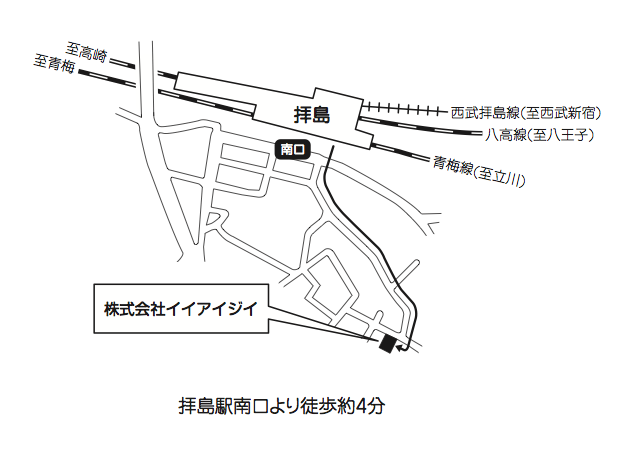 至高崎
至青梅
拝島
西武拝島線(至西武新宿)
八高線(至八王子)
南口
青梅線(至立川)
株式会社イイアイジイ
拝島駅南口より徒歩約4分